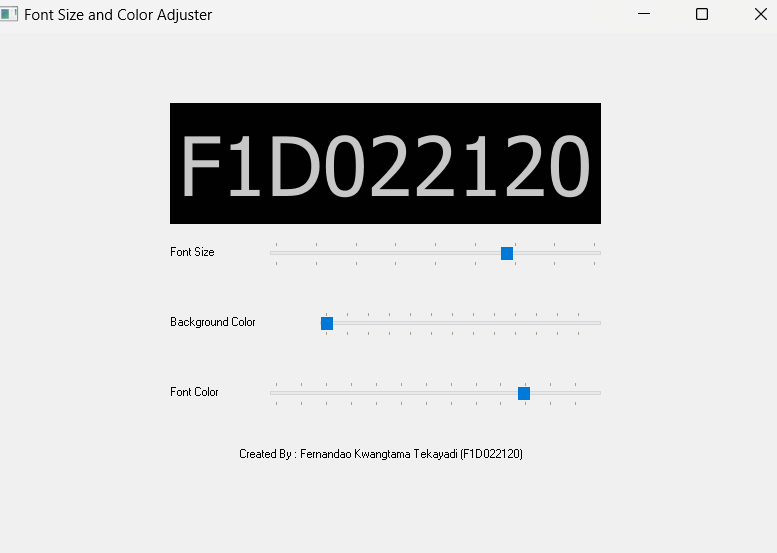 Font Size and Color Adjuster
F1D022120
Font Size
Background Color
Font Color
Created By : Fernandao Kwangtama Tekayadi (F1D022120)